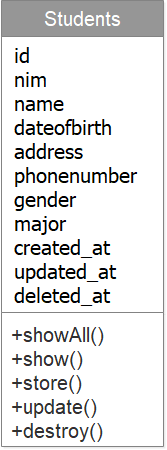 Students
id
nim
name
dateofbirth
address
phonenumber
gender
major
created_at
updated_at
deleted_at
+showAll()
+show()
+store()
+update()
+destroy()